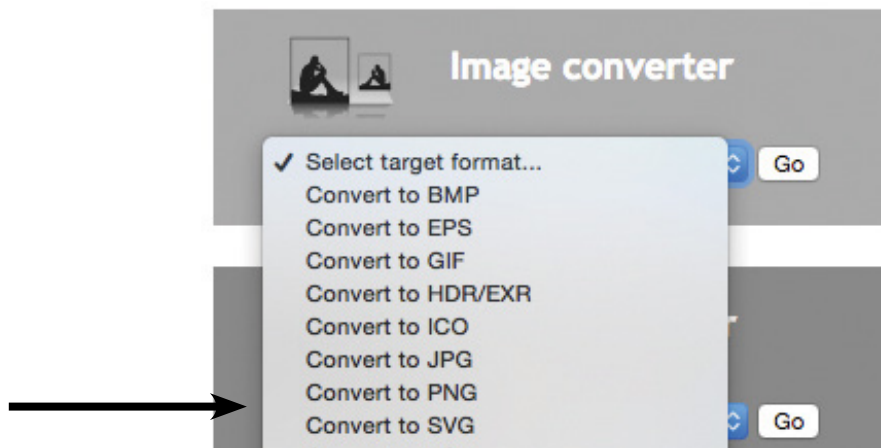 Image converter
Select target format...
Go
Convert to BMP
Convert to EPS
Convert to GIF
Convert to HDR/EXR
Convert to ICO
Convert to JPG
Convert to PNG
Convert to SVG
Go